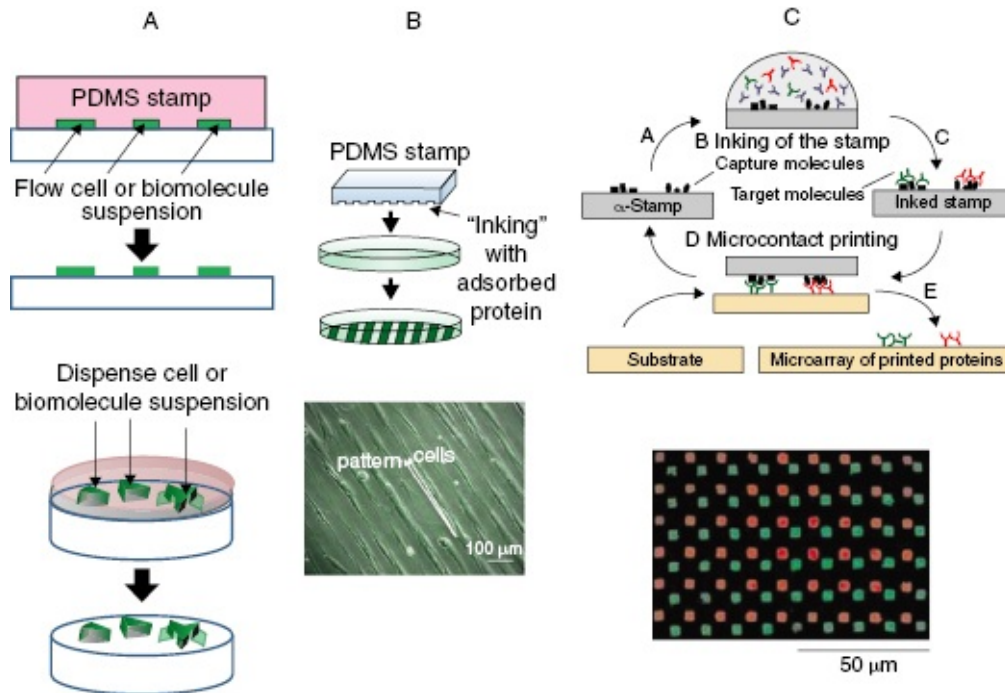 A
PDMS stamp
Flow cell or biomolecule
suspension
Dispense cell or
biomolecule suspension
B
PDMS stamp
"Inking"
with
adsorbed
protein
pattern
cells
100 μm
C
A
B Inking of the stamp
C
Capture molecules
Target molecules
α-Stamp
Inked stamp
D Microcontact printing
E
Substrate
Microarray of printed proteins
50 μm